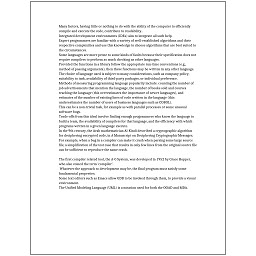 Many factors, having little or nothing to do with the ability of the computer to efficiently
compile and execute the code, contribute to readability.
Integrated development environments (IDEs) aim to integrate all such help.
Expert programmers are familiar with a variety of well-established algorithms and their
respective complexities and use this knowledge to choose algorithms that are best suited to
the case.
Some languages are more prone to some kinds of faults because their specification does not
require compilers to perform as much checking as other languages.
Provided the functions in a library follow the appropriate run-time conventions (e.g.,
method of passing arguments), then these functions may be written in any other language.
The choice of language used is subject to many considerations, such as company policy,
suitability to task, availability of third-party packages, or individual preference.
Methods of measuring programming language popularity include: counting the number of
job advertisements that mention the language, the number of books sold and courses
teaching the language (this overestimates the importance of newer languages), and
estimates of the number of existing lines of code written in the language (this
underestimates the number of users of business languages such as COBOL).
This can be a non-trivial task, for example as with parallel processes or some unusual
software bugs.
Trade-offs from this ideal involve finding enough programmers who know the language to
build a team, the availability of compilers for that language, and the efficiency with which
programs written in a given language execute.
In the 9th century, the Arab mathematician Al-Kindi described a cryptographic algorithm
for deciphering encrypted code, in A Manuscript on Deciphering Cryptographic Messages.
For example, when a bug in a compiler can make it crash when parsing some large source
file, a simplification of the test case that results in only few lines from the original source file
can be sufficient to reproduce the same crash.
The first compiler related tool, the A-0 System, was developed in 1952 by Grace Hopper,
who also coined the term 'compiler'.
Whatever the approach to development may be, the final program must satisfy some
fundamental properties.
Some text editors such as Emacs allow GDB to be invoked through them, to provide a visual
environment.
The Unified Modeling Language (UML) is a notation used for both the OOAD and MDA.